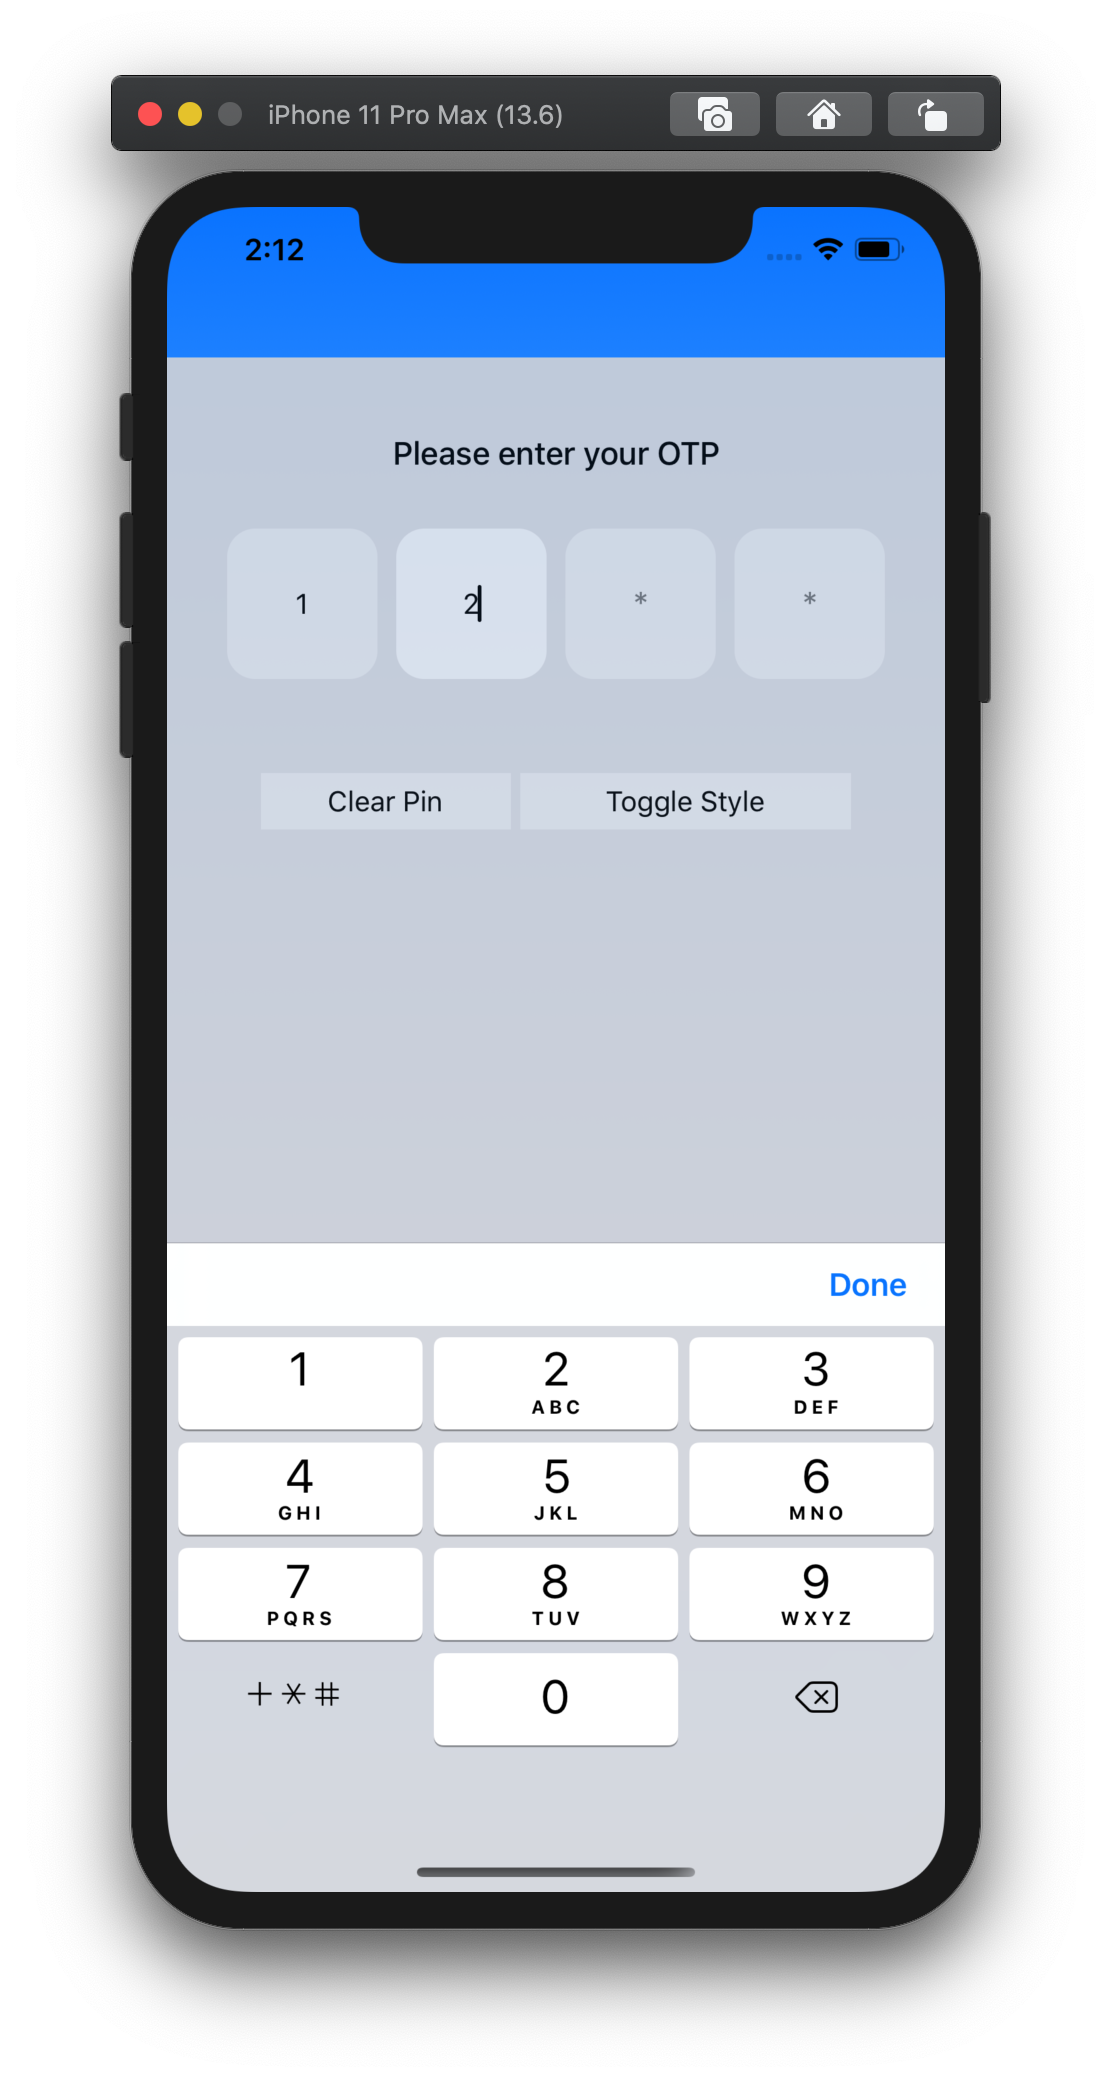 iPhone 11 Pro Max (13.6)
2:12
Please enter your OTP
1 2 * *
Clear Pin Toggle Style
Done
1 2 3
ABC DEF
4 5 6
GHI JKL MNO
7 8 9
PQRS TUV WXYZ
+*# 0